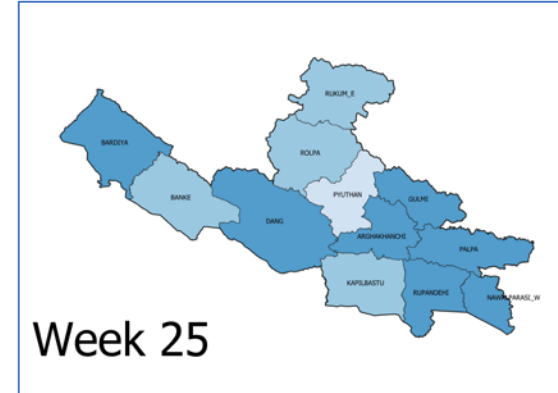 RUKUM_E
ROLPA
BARDIYA
PYUTHAN
BANKE
GULMI
DANG
ARGHAKHANCHI
PALPA
KAPILBASTU
RUPANDEHI
NAWALPARASI_W
Week 25